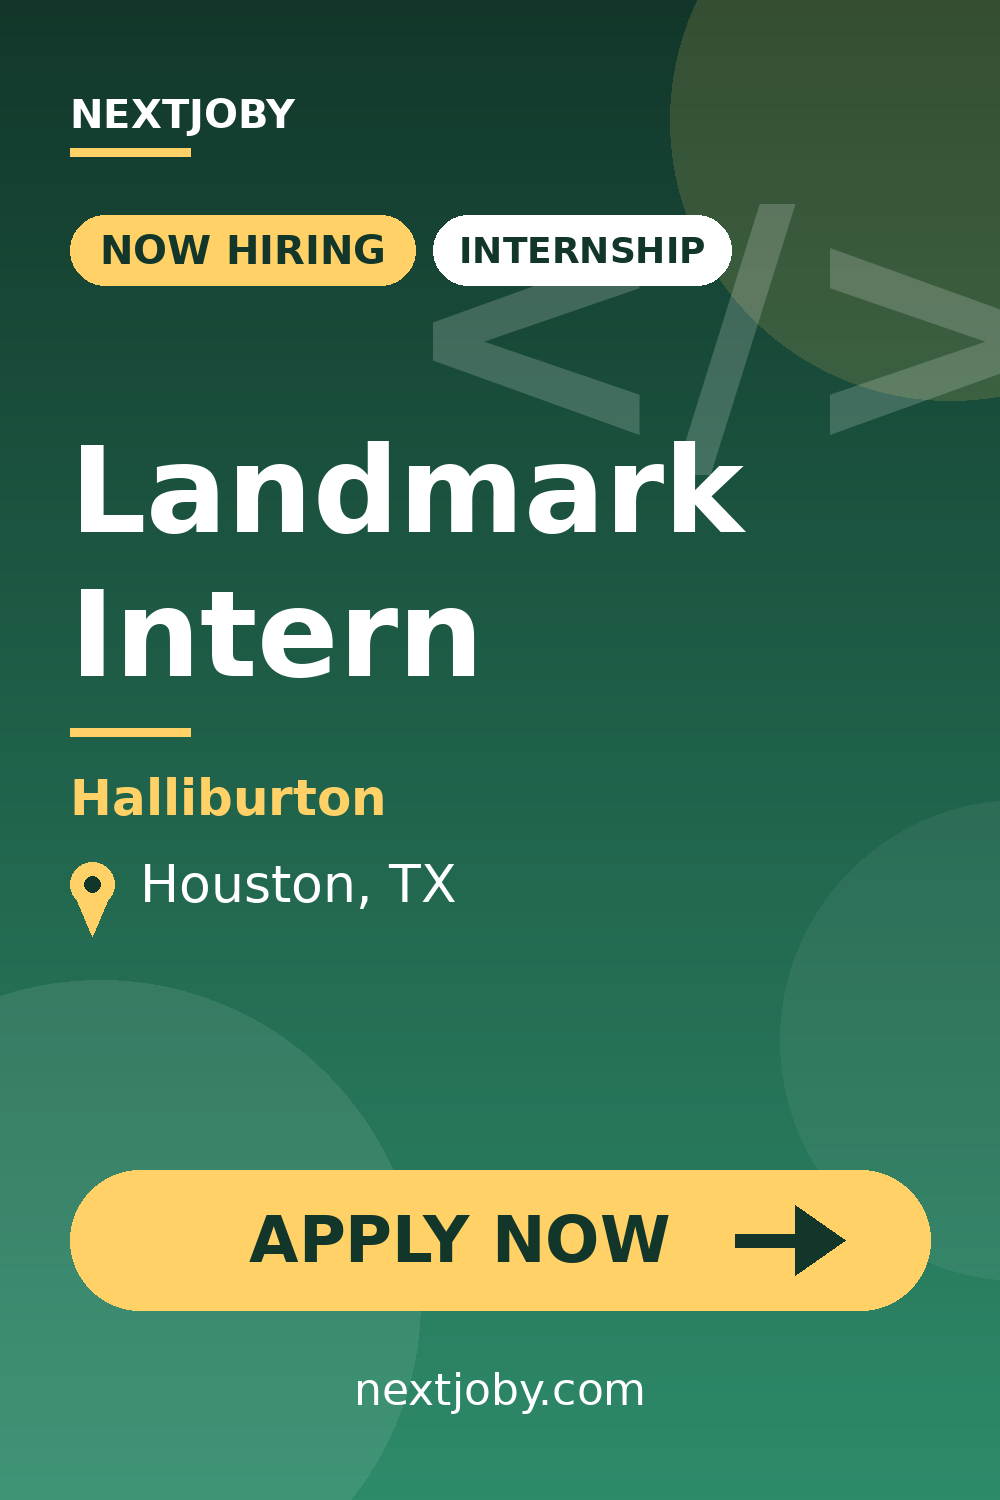 NEXTJOBY
NOW HIRING
INTERNSHIP
</>
Landmark
Intern
Halliburton
Houston, TX
APPLY NOW
nextjoby.com